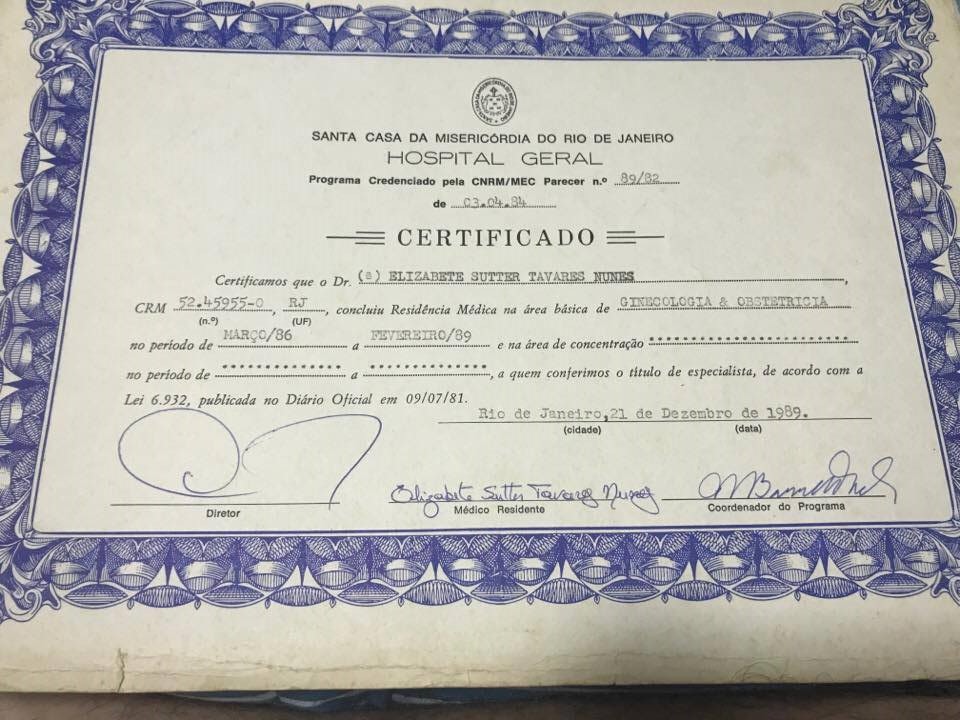 SANTA CASA DA MISERICÓRDIA DO RIO DE JANEIRO
HOSPITAL GERAL
Programa Credenciado pela CNRM/MEC Parecer n.º 89/82
de 03.04.84
CERTIFICADO
Certificamos que o Dr. (a) ELIZABETE SUTTER TAVARES NUNES,
CRM 52.45955-0, RJ, concluiu Residência Médica na área básica de GINECOLOGIA & OBSTETRICIA
(n.º) (UF)
no período de MARÇO/86 a FEVEREIRO/89 e na área de concentração
no período de a, a quem conferimos o título de especialista, de acordo com a
Lei 6.932, publicada no Diário Oficial em 09/07/81.
Rio de Janeiro,21 de Dezembro de 1989.
(cidade) (data)
Elizabete Sutter Tavares Nunes
Diretor Médico Residente Coordenador do Programa